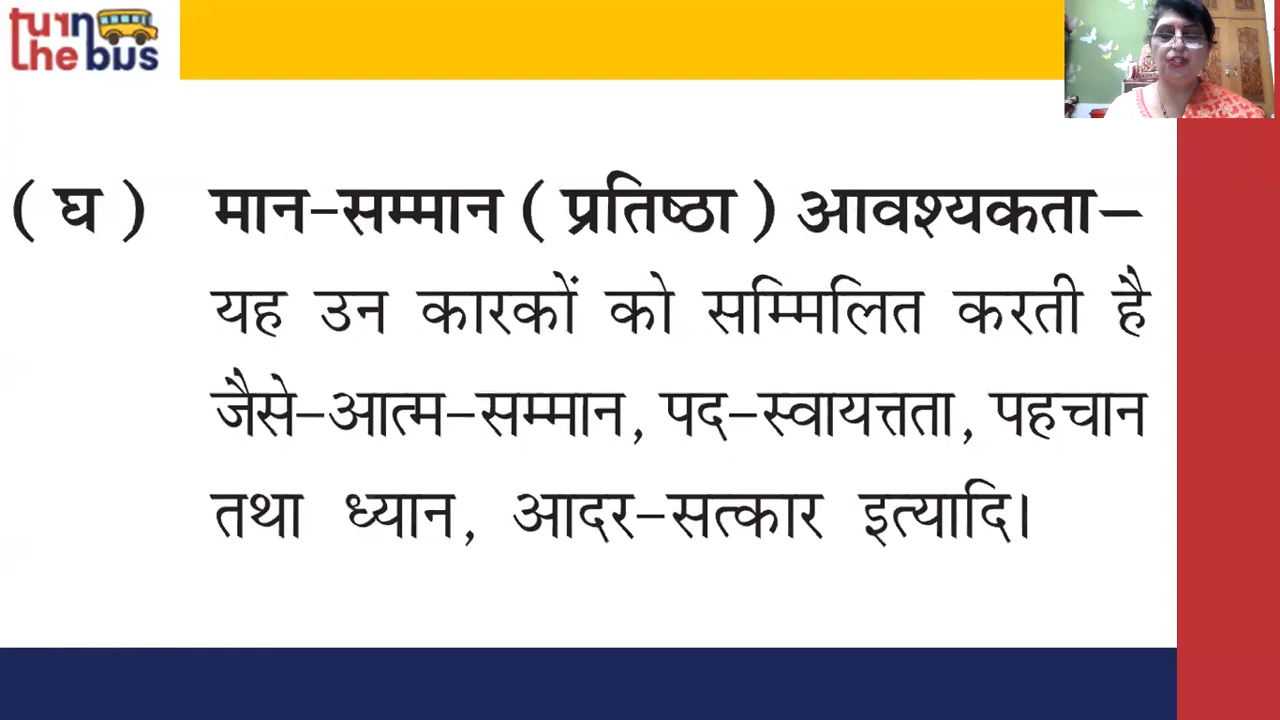 turn
the bus
( घ ) मान-सम्मान ( प्रतिष्ठा ) आवश्यकता–
यह उन कारकों को सम्मिलित करती है
जैसे-आत्म-सम्मान, पद-स्वायत्तता, पहचान
तथा ध्यान, आदर-सत्कार इत्यादि।